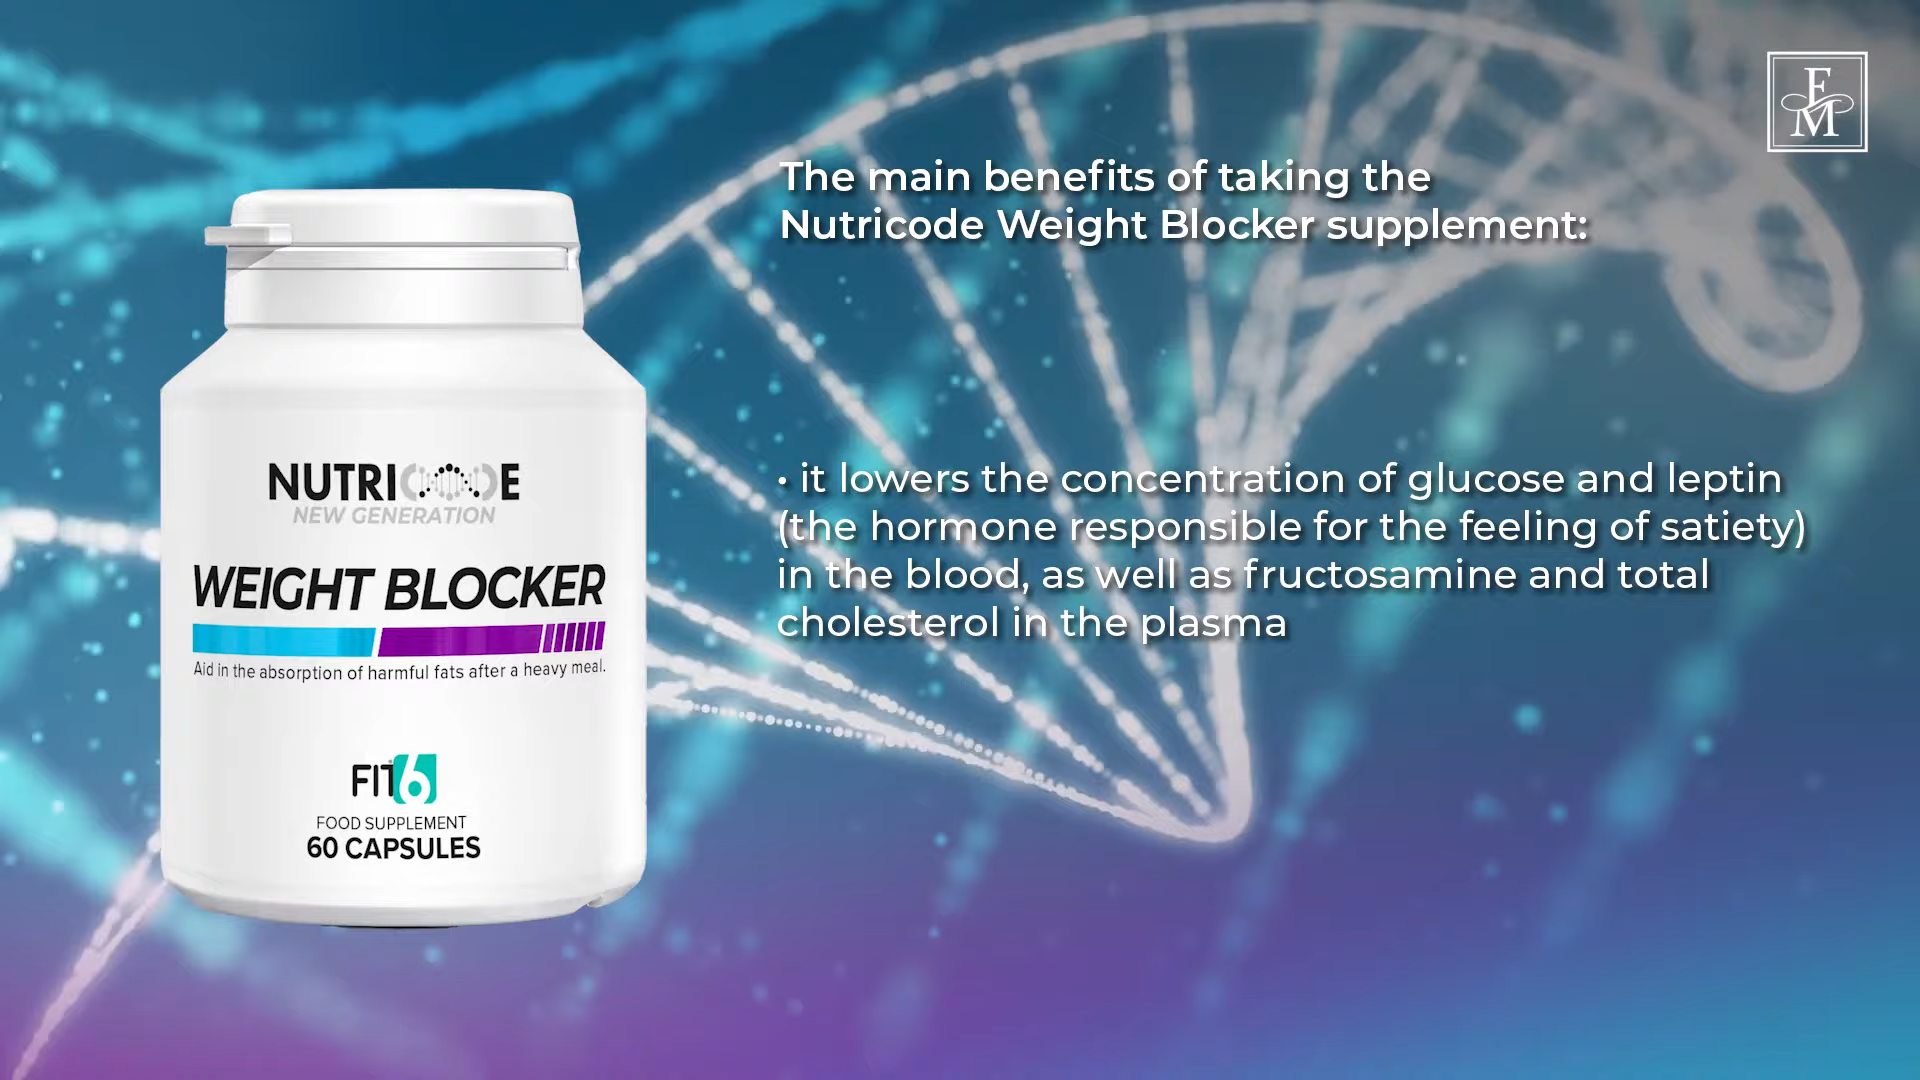 F
M
The main benefits of taking the
Nutricode Weight Blocker supplement:
• it lowers the concentration of glucose and leptin
(the hormone responsible for the feeling of satiety)
in the blood, as well as fructosamine and total
cholesterol in the plasma
NUTRICODE
NEW GENERATION
WEIGHT BLOCKER
Aid in the absorption of harmful fats after a heavy meal.
FIT6
FOOD SUPPLEMENT
60 CAPSULES